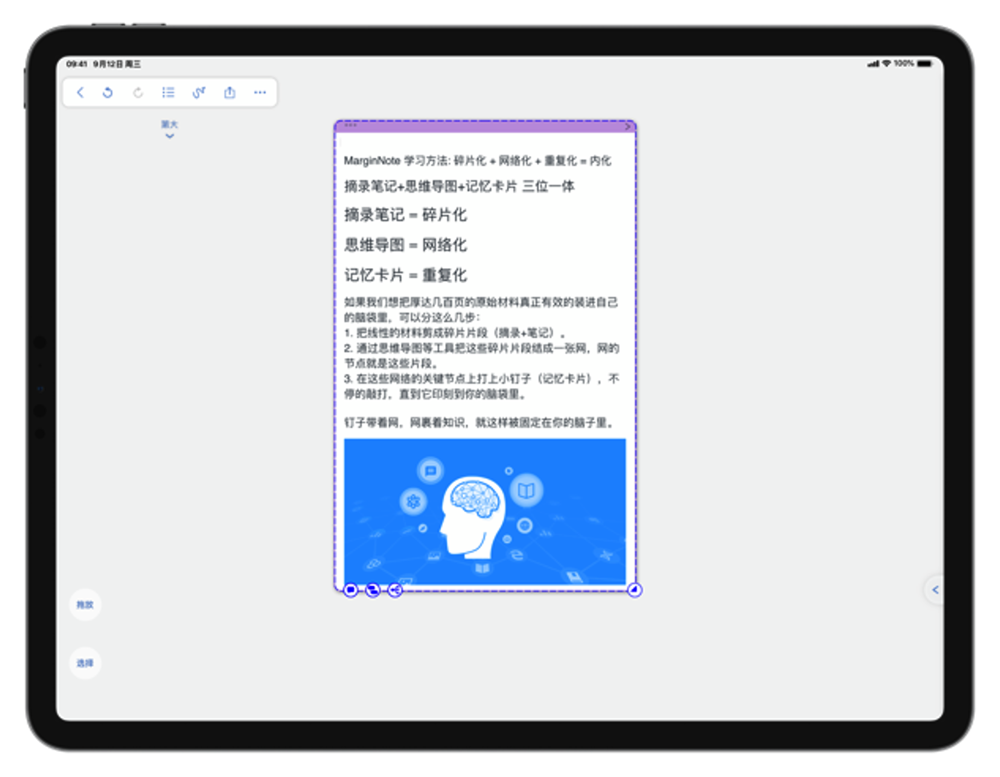 09:41 9月12日 周三
100%
最大
MarginNote 学习方法: 碎片化 + 网络化 + 重复化 = 内化
摘录笔记+思维导图+记忆卡片 三位一体
摘录笔记 = 碎片化
思维导图 = 网络化
记忆卡片 = 重复化
如果我们想把厚达几百页的原始材料真正有效的装进自己
的脑袋里，可以分这么几步：
1. 把线性的材料剪成碎片片段（摘录+笔记）。
2. 通过思维导图等工具把这些碎片片段结成一张网，网的
节点就是这些片段。
3. 在这些网络的关键节点上打上小钉子（记忆卡片），不
停的敲打，直到它印刻到你的脑袋里。
钉子带着网，网裹着知识，就这样被固定在你的脑子里。
拖放
选择